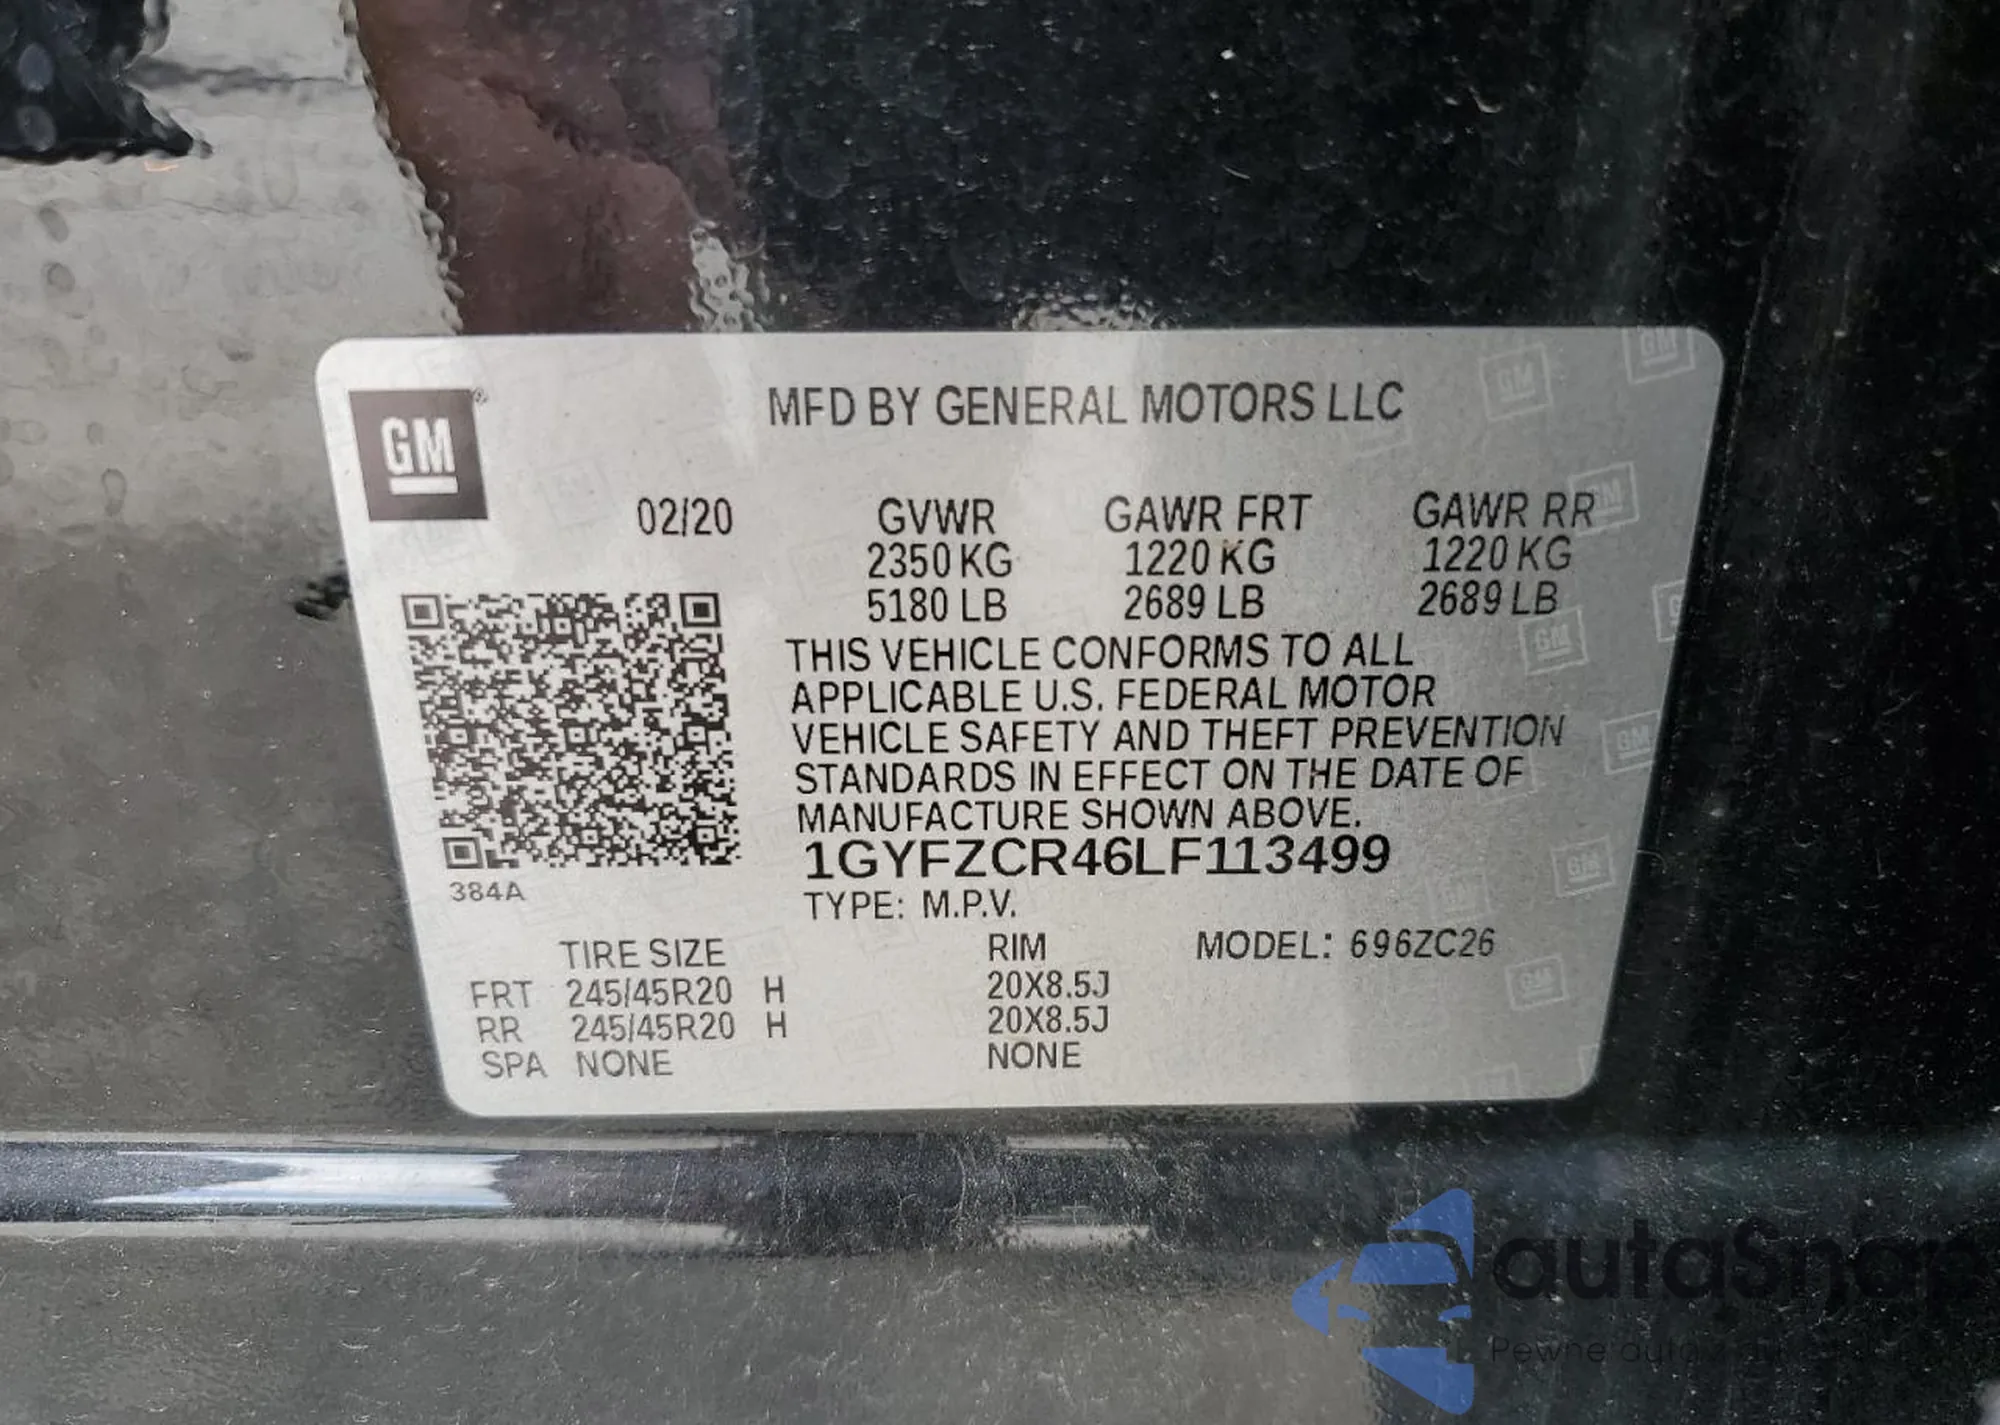 GM
MFD BY GENERAL MOTORS LLC
02/20 GVWR GAWR FRT GAWR RR
2350 KG 1220 KG 1220 KG
5180 LB 2689 LB 2689 LB
THIS VEHICLE CONFORMS TO ALL
APPLICABLE U.S. FEDERAL MOTOR
VEHICLE SAFETY AND THEFT PREVENTION
STANDARDS IN EFFECT ON THE DATE OF
MANUFACTURE SHOWN ABOVE.
1GYFZCR46LF113499
384A
TYPE: M.P.V.
TIRE SIZE RIM MODEL: 696ZC26
FRT 245/45R20 H 20X8.5J
RR 245/45R20 H 20X8.5J
SPA NONE NONE
autaSnap
Pewne auta